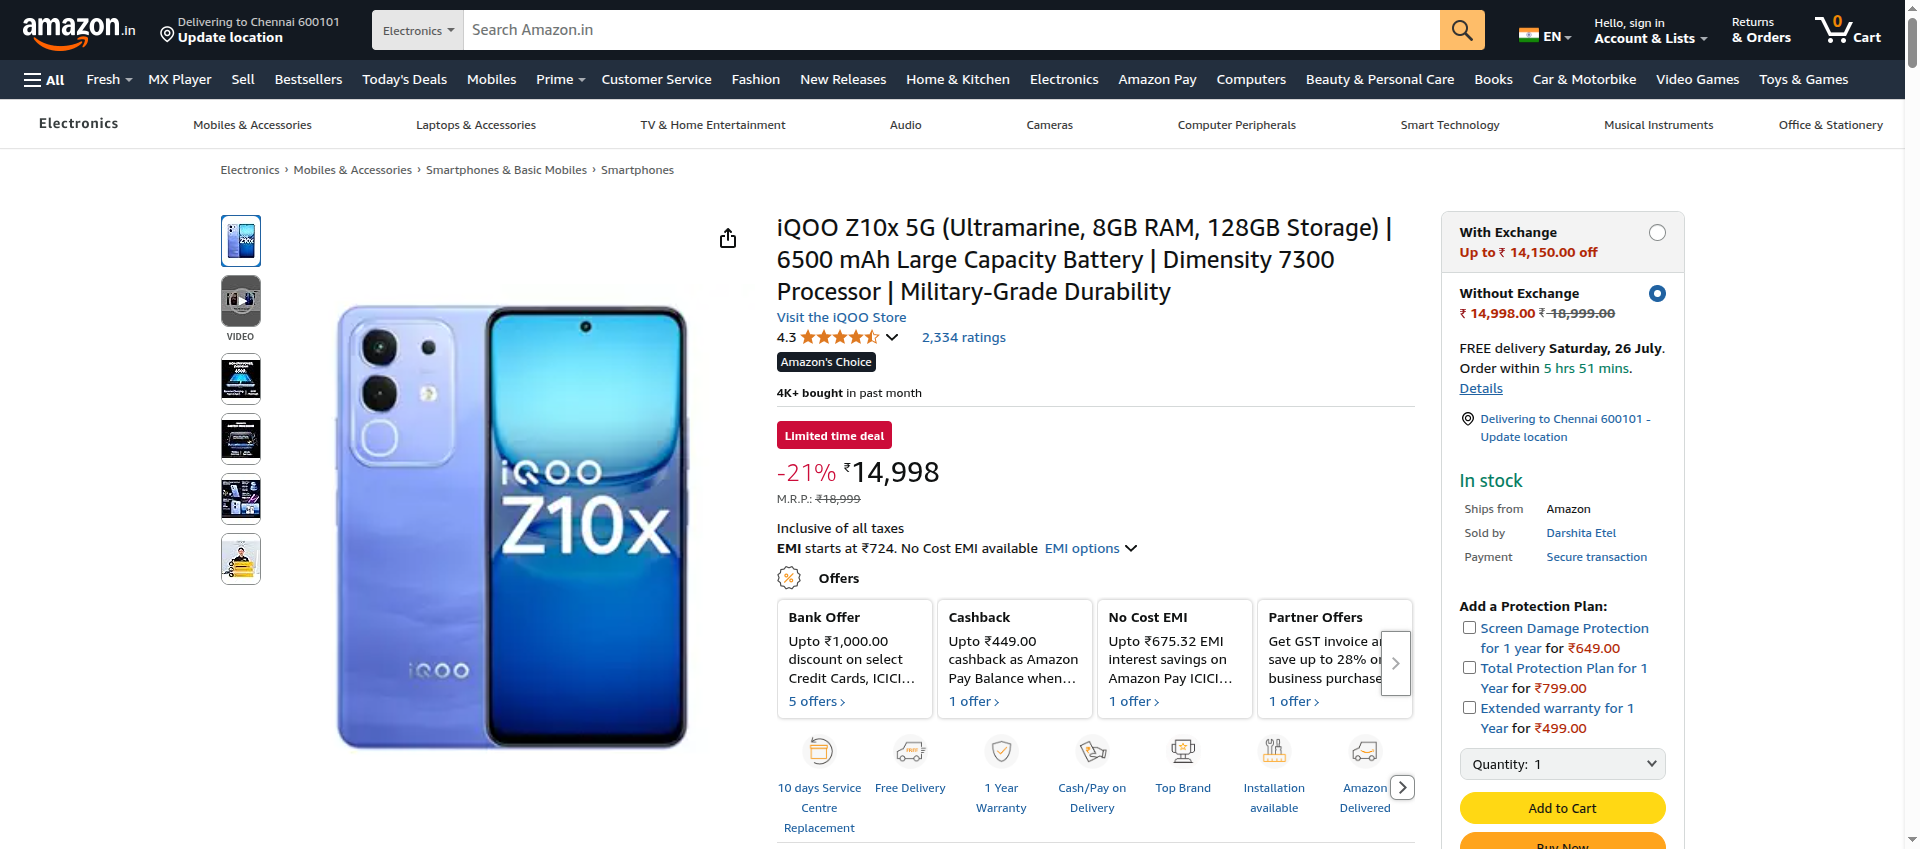 amazon.in
Delivering to Chennai 600101
Update location
Electronics
Search Amazon.in
EN
Hello, sign in
Account & Lists
Returns
& Orders
0
Cart
All
Fresh
MX Player
Sell
Bestsellers
Today's Deals
Mobiles
Prime
Customer Service
Fashion
New Releases
Home & Kitchen
Electronics
Amazon Pay
Computers
Beauty & Personal Care
Books
Car & Motorbike
Video Games
Toys & Games
Electronics
Mobiles & Accessories
Laptops & Accessories
TV & Home Entertainment
Audio
Cameras
Computer Peripherals
Smart Technology
Musical Instruments
Office & Stationery
Electronics › Mobiles & Accessories › Smartphones & Basic Mobiles › Smartphones
VIDEO
iQOO
Z10x
iQOO
iQOO Z10x 5G (Ultramarine, 8GB RAM, 128GB Storage) |
6500 mAh Large Capacity Battery | Dimensity 7300
Processor | Military-Grade Durability
Visit the iQOO Store
4.3
2,334 ratings
Amazon's Choice
4K+ bought in past month
Limited time deal
-21% ₹14,998
M.R.P.: ₹18,999
Inclusive of all taxes
EMI starts at ₹724. No Cost EMI available EMI options
% Offers
Bank Offer
Upto ₹1,000.00
discount on select
Credit Cards, ICICI…
5 offers ›
Cashback
Upto ₹449.00
cashback as Amazon
Pay Balance when…
1 offer ›
No Cost EMI
Upto ₹675.32 EMI
interest savings on
Amazon Pay ICICI…
1 offer ›
Partner Offers
Get GST invoice a
save up to 28% o
business purchase
1 offer ›
10 days Service
Centre
Replacement
Free Delivery
1 Year
Warranty
Cash/Pay on
Delivery
Top Brand
Installation
available
Amazon
Delivered
With Exchange
Up to ₹ 14,150.00 off
Without Exchange
₹ 14,998.00 ₹ 18,999.00
FREE delivery Saturday, 26 July.
Order within 5 hrs 51 mins.
Details
Delivering to Chennai 600101 -
Update location
In stock
Ships from Amazon
Sold by Darshita Etel
Payment Secure transaction
Add a Protection Plan:
Screen Damage Protection
for 1 year for ₹649.00
Total Protection Plan for 1
Year for ₹799.00
Extended warranty for 1
Year for ₹499.00
Quantity: 1
Add to Cart
Buy Now